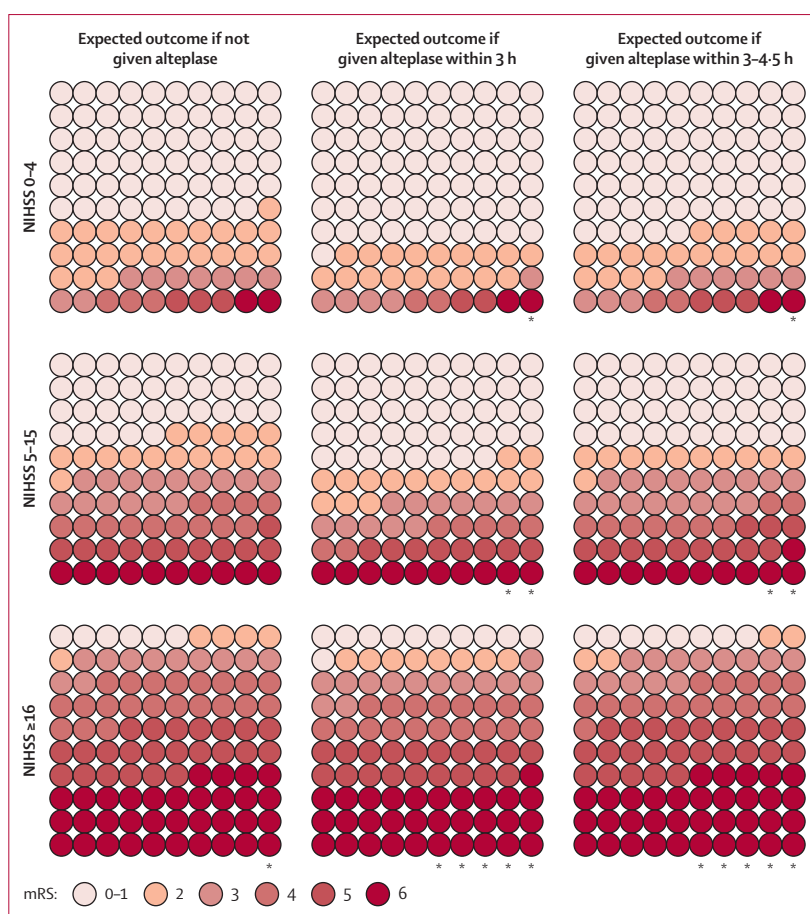 Expected outcome if not
given alteplase
Expected outcome if
given alteplase within 3 h
Expected outcome if
given alteplase within 3–4·5 h
NIHSS 0–4
*
*
NIHSS 5–15
* *
* *
NIHSS ≥16
*
* * * * *
* * * * *
mRS: 0–1 2 3 4 5 6